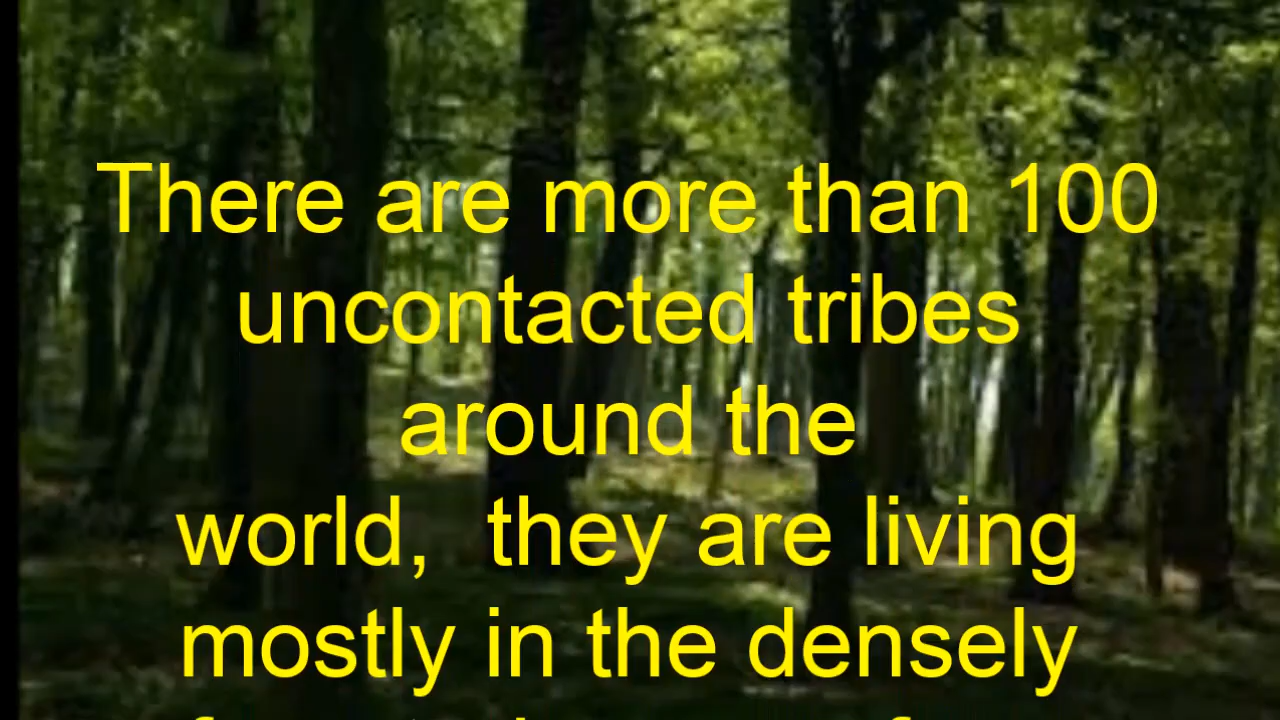 There are more than 100
uncontacted tribes
around the
world,  they are living
mostly in the densely